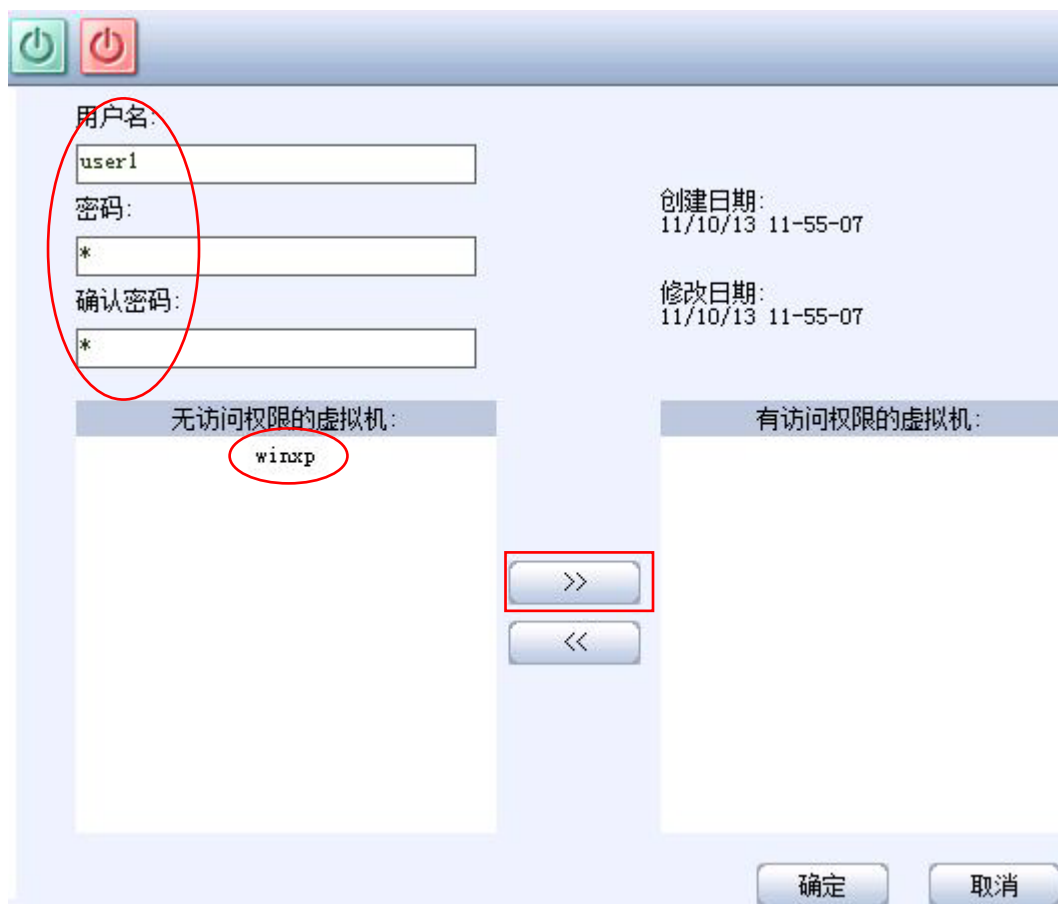 用户名:
user1
密码:
*
确认密码:
*
创建日期:
11/10/13 11-55-07
修改日期:
11/10/13 11-55-07
无访问权限的虚拟机:
winxp
有访问权限的虚拟机:
>>
<<
确定
取消